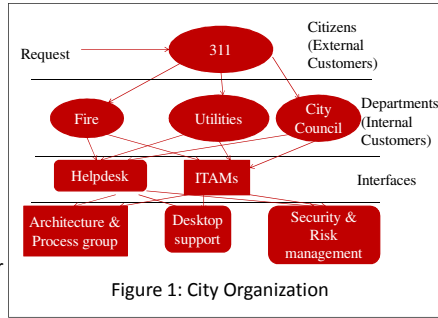 Request
311
Citizens
(External
Customers)
Fire
Utilities
City
Council
Departments
(Internal
Customers)
Helpdesk
ITAMs
Interfaces
Architecture &
Process group
Desktop
support
Security &
Risk
management
Figure 1: City Organization